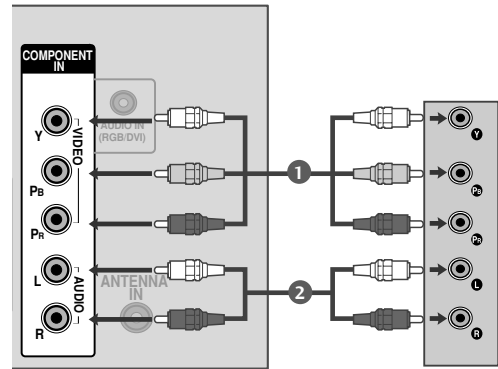 COMPONENT
IN
AUDIO IN
(RGB/DVI)
Y
VIDEO
PB
PR
L
AUDIO
R
ANTENNA
IN
1
2
Y
PB
PR
L
R